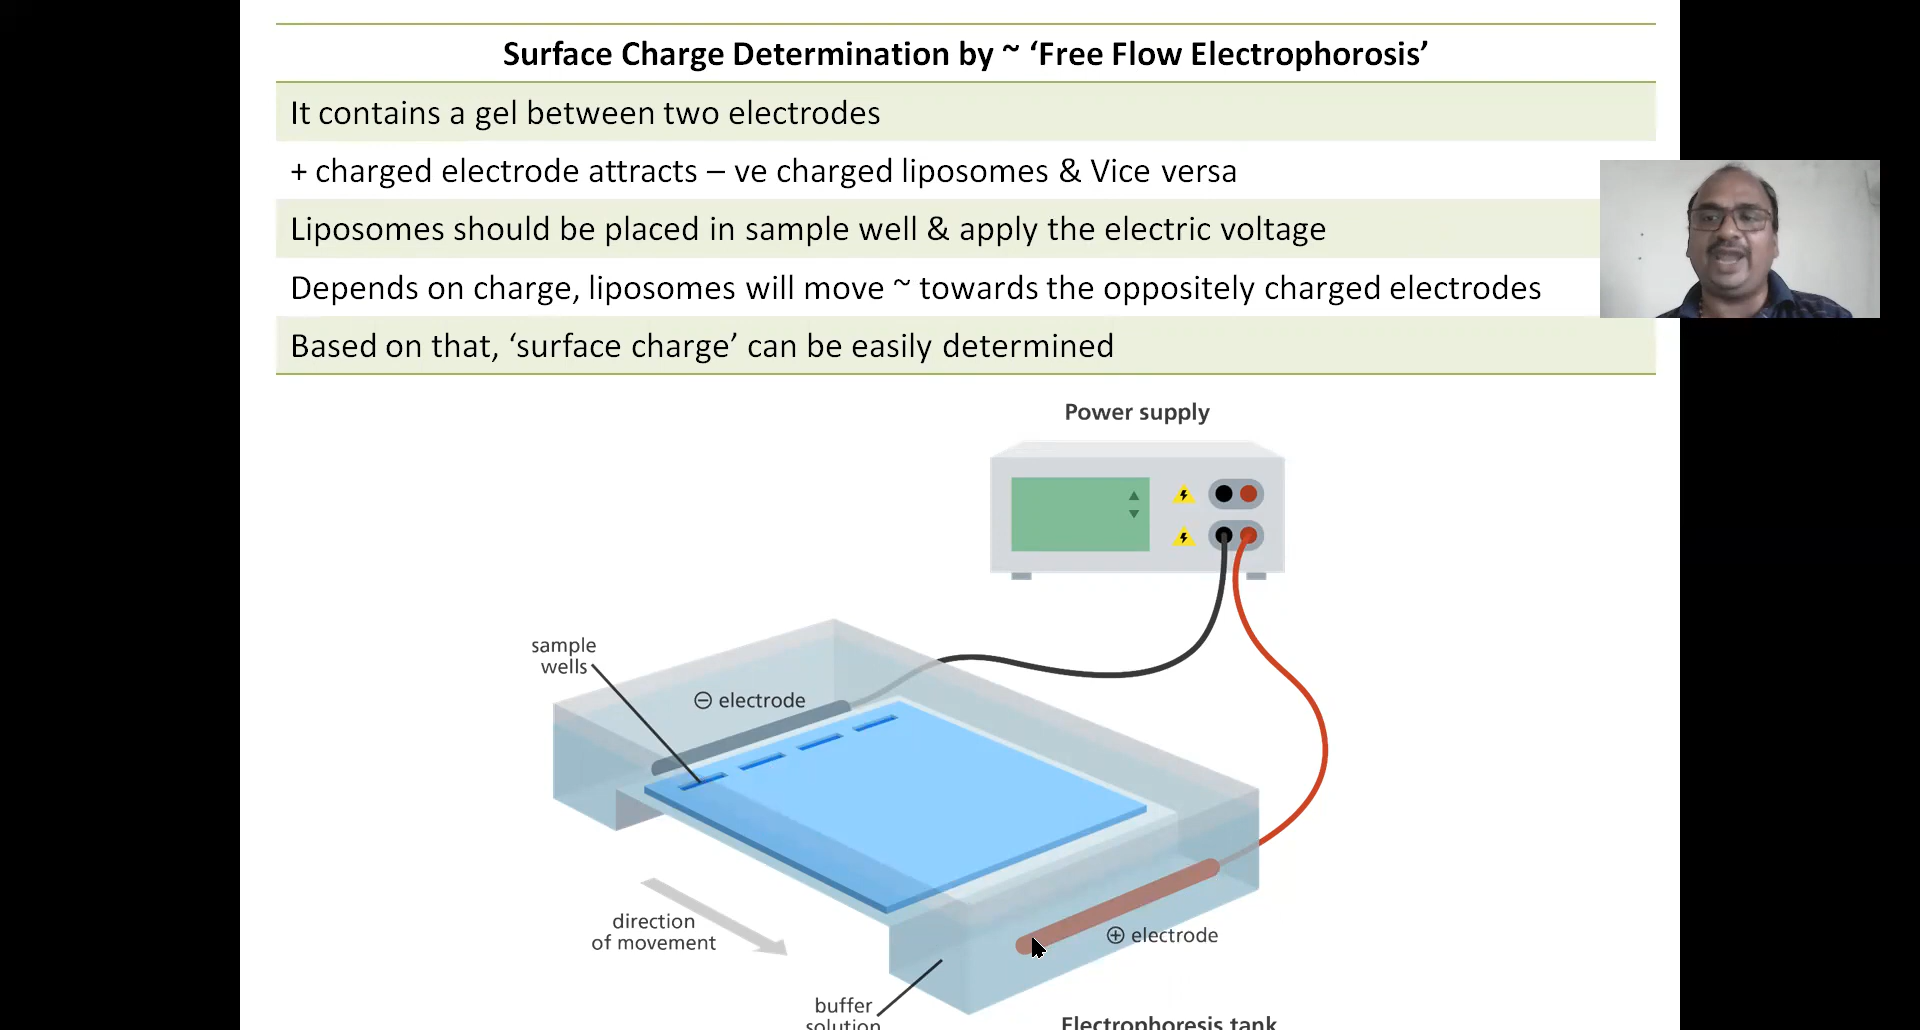 Surface Charge Determination by ~ ‘Free Flow Electrophorosis’
It contains a gel between two electrodes
+ charged electrode attracts – ve charged liposomes & Vice versa
Liposomes should be placed in sample well & apply the electric voltage
Depends on charge, liposomes will move ~ towards the oppositely charged electrodes
Based on that, ‘surface charge’ can be easily determined
Power supply
sample
wells
⊖ electrode
direction
of movement
⊕ electrode
buffer
solution
Electrophoresis tank